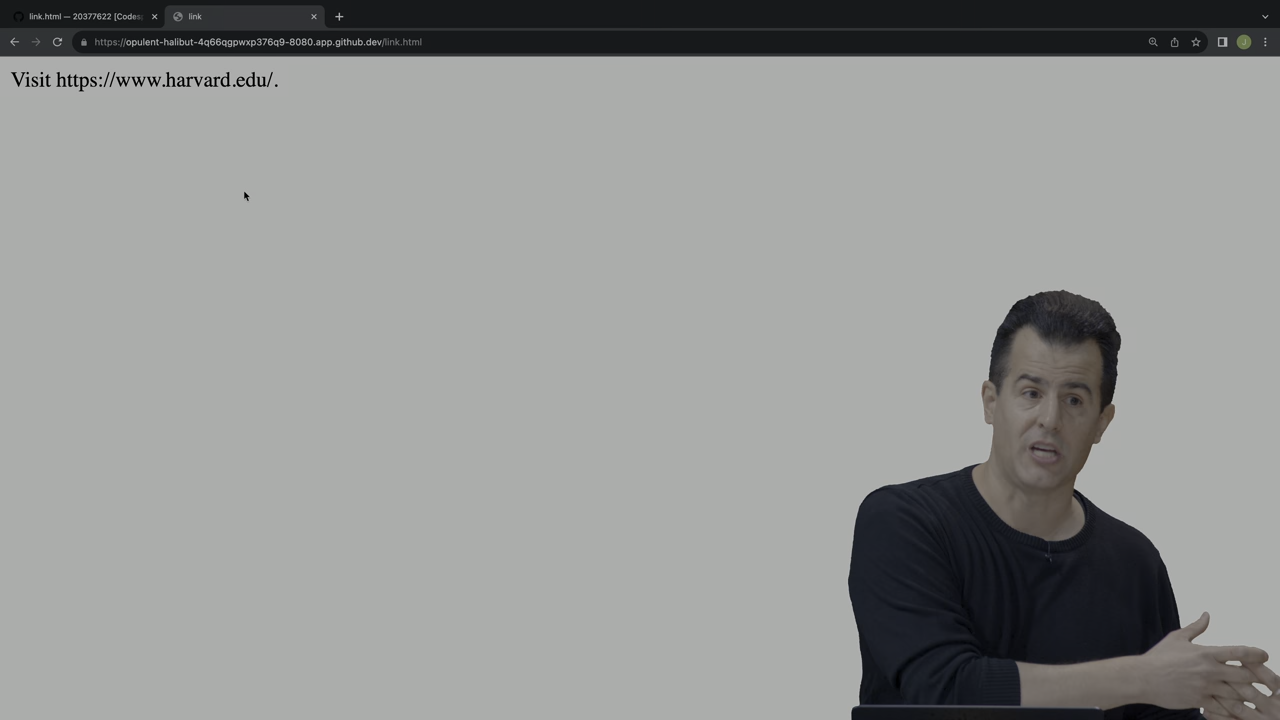 link.html — 20377622 [Codesp
link
https://opulent-halibut-4q66qgpwxp376q9-8080.app.github.dev/link.html
J
Visit https://www.harvard.edu/.